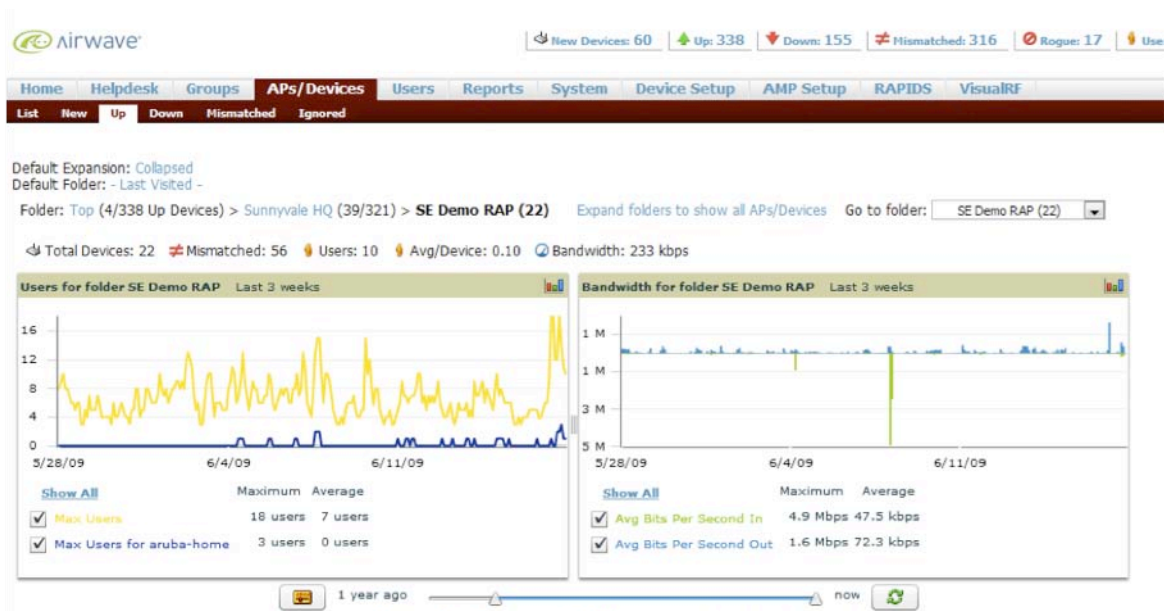 Airwave
New Devices: 60 Up: 338 Down: 155 Mismatched: 316 Rogue: 17 Use
Home Helpdesk Groups APs/Devices Users Reports System Device Setup AMP Setup RAPIDS VisualRF
List New Up Down Mismatched Ignored
Default Expansion: Collapsed
Default Folder: - Last Visited -
Folder: Top (4/338 Up Devices) > Sunnyvale HQ (39/321) > SE Demo RAP (22) Expand folders to show all APs/Devices Go to folder: SE Demo RAP (22)
Total Devices: 22 Mismatched: 56 Users: 10 Avg/Device: 0.10 Bandwidth: 233 kbps
Users for folder SE Demo RAP Last 3 weeks
16
12
8
4
0
5/28/09 6/4/09 6/11/09
Show All Maximum Average
Max Users 18 users 7 users
Max Users for aruba-home 3 users 0 users
Bandwidth for folder SE Demo RAP Last 3 weeks
1 M
1 M
3 M
5 M
5/28/09 6/4/09 6/11/09
Show All Maximum Average
Avg Bits Per Second In 4.9 Mbps 47.5 kbps
Avg Bits Per Second Out 1.6 Mbps 72.3 kbps
1 year ago now